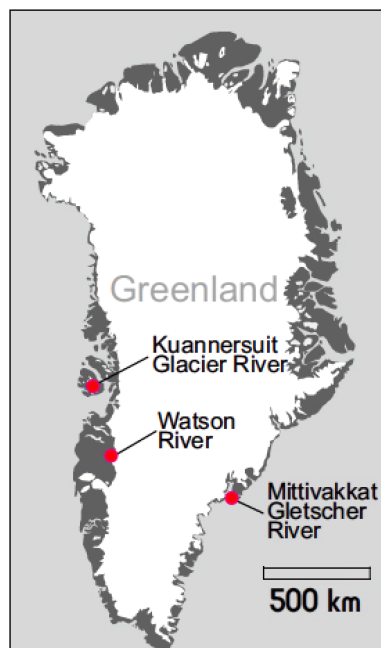 Greenland
Kuannersuit
Glacier River
Watson
River
Mittivakkat
Gletscher
River
500 km